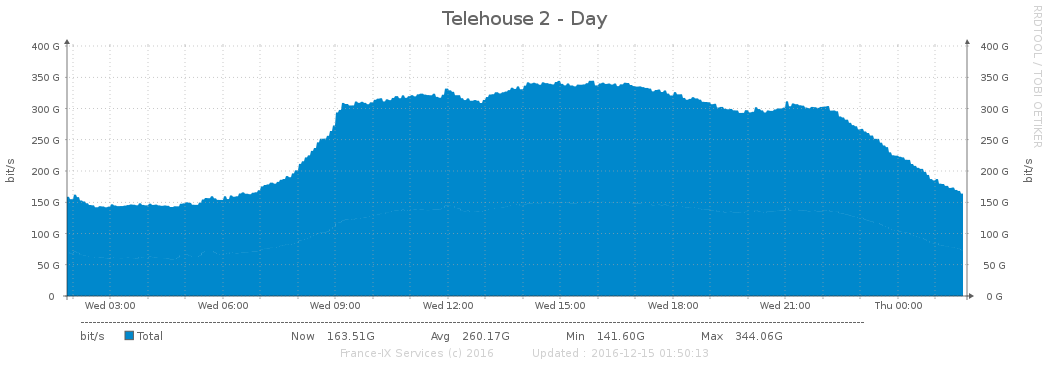 Telehouse 2 - Day
RRDTOOL / TOBI OETIKER
400 G 400 G
350 G 350 G
300 G 300 G
250 G 250 G
200 G 200 G
150 G 150 G
100 G 100 G
50 G 50 G
0 0 G
bit/s bit/s
Wed 03:00 Wed 06:00 Wed 09:00 Wed 12:00 Wed 15:00 Wed 18:00 Wed 21:00 Thu 00:00
bit/s Total Now 163.51G Avg 260.17G Min 141.60G Max 344.06G
France-IX Services (c) 2016 Updated : 2016-12-15 01:50:13